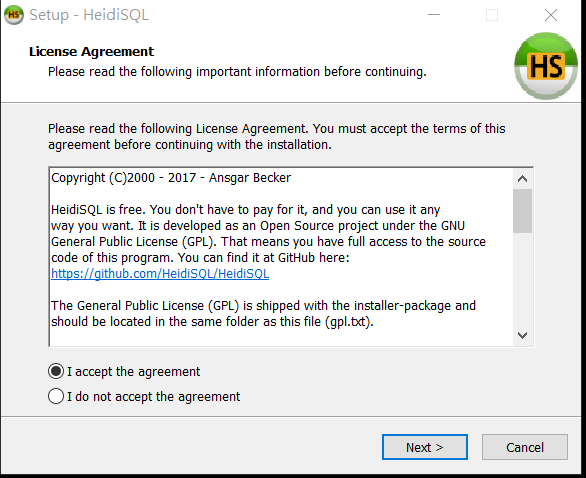 Setup - HeidiSQL
License Agreement
Please read the following important information before continuing.
HS
Please read the following License Agreement. You must accept the terms of this
agreement before continuing with the installation.
Copyright (C)2000 - 2017 - Ansgar Becker
HeidiSQL is free. You don't have to pay for it, and you can use it any
way you want. It is developed as an Open Source project under the GNU
General Public License (GPL). That means you have full access to the source
code of this program. You can find it at GitHub here:
https://github.com/HeidiSQL/HeidiSQL
The General Public License (GPL) is shipped with the installer-package and
should be located in the same folder as this file (gpl.txt).
I accept the agreement
I do not accept the agreement
Next >
Cancel